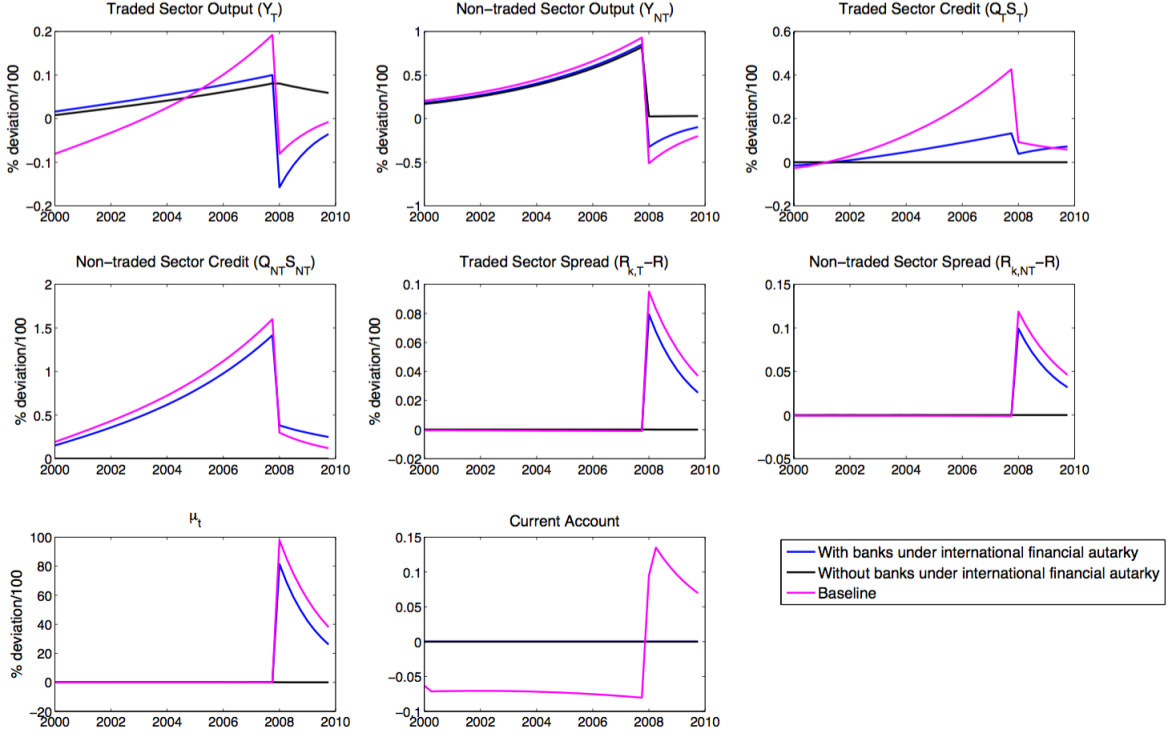 Traded Sector Output (Y_T)
% deviation/100
0.2
0.1
0
−0.1
−0.2
2000 2002 2004 2006 2008 2010
Non−traded Sector Output (Y_NT)
% deviation/100
1
0.5
0
−0.5
−1
2000 2002 2004 2006 2008 2010
Traded Sector Credit (Q_TS_T)
% deviation/100
0.6
0.4
0.2
0
−0.2
2000 2002 2004 2006 2008 2010
Non−traded Sector Credit (Q_NTS_NT)
% deviation/100
2
1.5
1
0.5
0
2000 2002 2004 2006 2008 2010
Traded Sector Spread (R_k,T−R)
% deviation/100
0.1
0.08
0.06
0.04
0.02
0
−0.02
2000 2002 2004 2006 2008 2010
Non−traded Sector Spread (R_k,NT−R)
% deviation/100
0.15
0.1
0.05
0
−0.05
2000 2002 2004 2006 2008 2010
μ_t
% deviation/100
100
80
60
40
20
0
−20
2000 2002 2004 2006 2008 2010
Current Account
% deviation/100
0.15
0.1
0.05
0
−0.05
−0.1
2000 2002 2004 2006 2008 2010
With banks under international financial autarky
Without banks under international financial autarky
Baseline